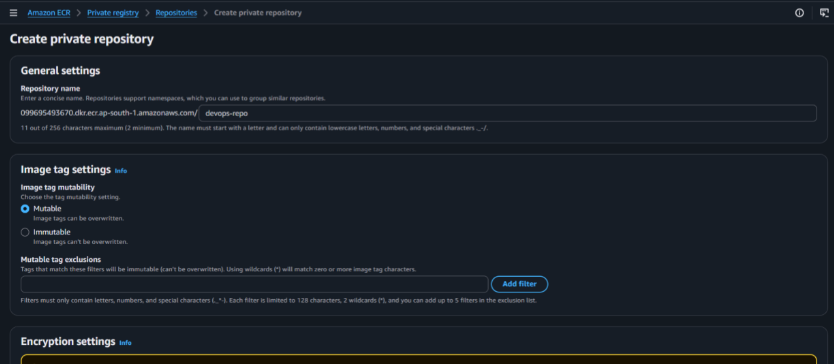 Amazon ECR > Private registry > Repositories > Create private repository
Create private repository
General settings
Repository name
Enter a concise name. Repositories support namespaces, which you can use to group similar repositories.
099695493670.dkr.ecr.ap-south-1.amazonaws.com/ devops-repo
11 out of 256 characters maximum (2 minimum). The name must start with a letter and can only contain lowercase letters, numbers, and special characters ._-/.
Image tag settings Info
Image tag mutability
Choose the tag mutability setting.
Mutable
Image tags can be overwritten.
Immutable
Image tags can't be overwritten.
Mutable tag exclusions
Tags that match these filters will be immutable (can't be overwritten). Using wildcards (*) will match zero or more image tag characters.
Add filter
Filters must only contain letters, numbers, and special characters (._*-). Each filter is limited to 128 characters, 2 wildcards (*), and you can add up to 5 filters in the exclusion list.
Encryption settings Info